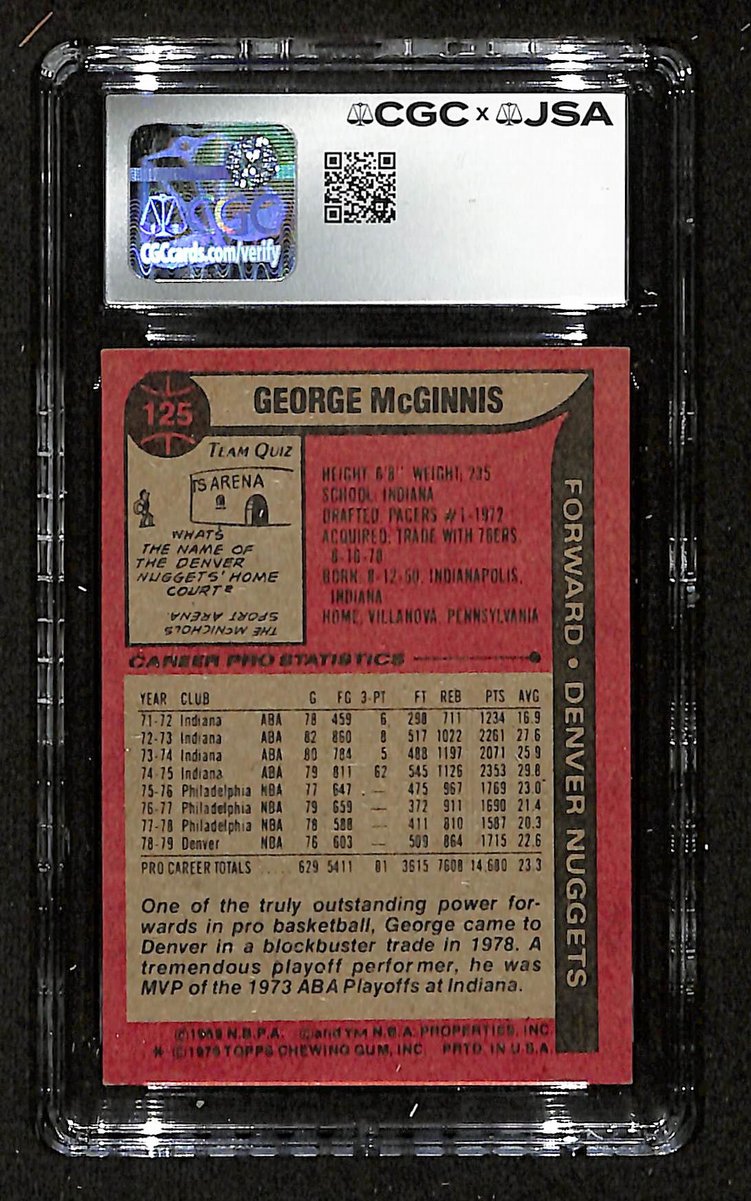 CGC x JSA
CGC
CGCcards.com/verify
125
GEORGE McGINNIS
TEAM QUIZ
TS ARENA
WHAT'S
THE NAME OF
THE DENVER
NUGGETS' HOME
COURT?
THE McNICHOLS
SPORT ARENA
HEIGHT, 6'8" WEIGHT, 235
SCHOOL, INDIANA
DRAFTED, PACERS #1-1972
ACQUIRED, TRADE WITH 76ERS,
8-16-78
BORN, 8-12-50, INDIANAPOLIS,
INDIANA
HOME, VILLANOVA, PENNSYLVANIA
FORWARD • DENVER NUGGETS
CAREER PRO STATISTICS
YEAR CLUB G FG 3-PT FT REB PTS AVG
71-72 Indiana ABA 78 459 6 298 711 1234 16.9
72-73 Indiana ABA 82 860 8 517 1022 2261 27.6
73-74 Indiana ABA 80 784 5 488 1197 2071 25.9
74-75 Indiana ABA 79 811 62 545 1126 2353 29.8
75-76 Philadelphia NBA 77 647 — 475 967 1769 23.0
76-77 Philadelphia NBA 79 659 — 372 911 1690 21.4
77-78 Philadelphia NBA 78 588 — 411 810 1587 20.3
78-79 Denver NBA 76 603 — 509 864 1715 22.6
PRO CAREER TOTALS ..... 629 5411 81 3615 7608 14,680 23.3
One of the truly outstanding power for-
wards in pro basketball, George came to
Denver in a blockbuster trade in 1978. A
tremendous playoff performer, he was
MVP of the 1973 ABA Playoffs at Indiana.
N.B.P.A. © and TM N.B.A. PROPERTIES, INC.
* © 1979 TOPPS CHEWING GUM, INC. PRTD. IN U.S.A.